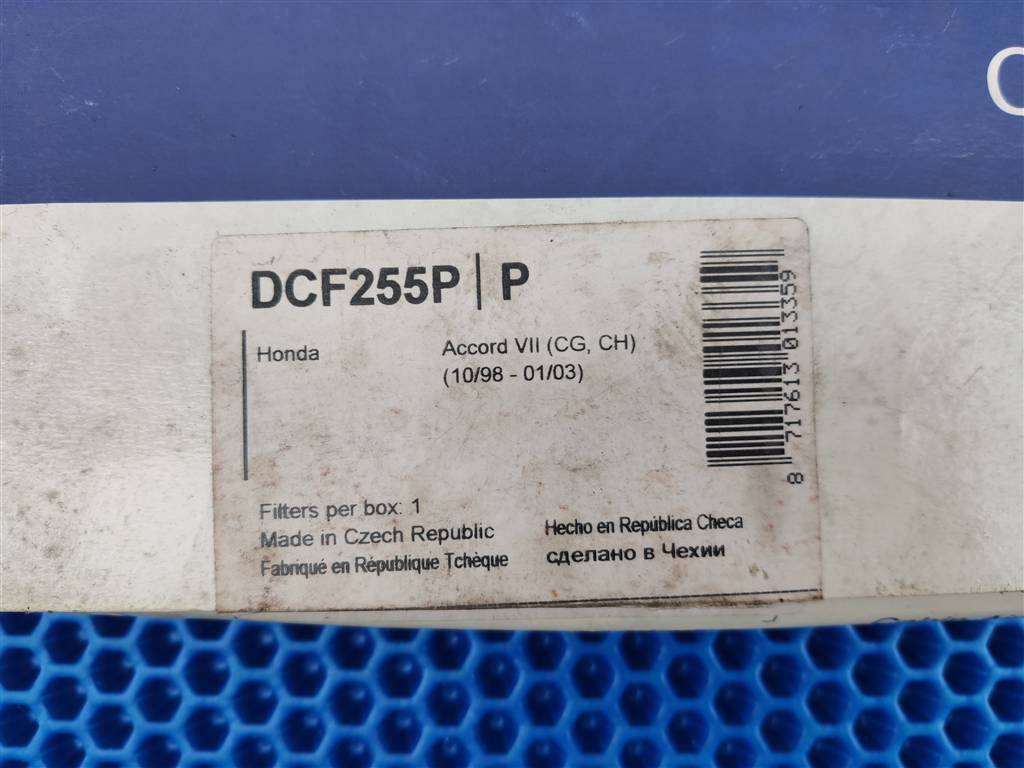 DCF255P | P
Honda
Accord VII (CG, CH)
(10/98 - 01/03)
8 717613 013359
Filters per box: 1
Made in Czech Republic
Fabriqué en République Tchèque
Hecho en República Checa
сделано в Чехии